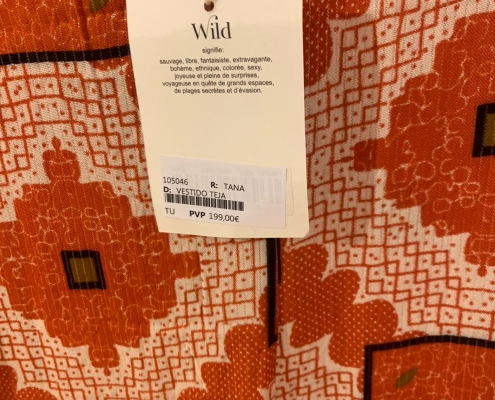 Wild
signifie:
sauvage, libre, fantaisiste, extravagante,
bohème, ethnique, colorée, sexy,
joyeuse et pleine de surprises,
voyageuse en quête de grands espaces,
de plages secrètes et d'évasion.
105046 R: TANA
D: VESTIDO TEJA
TU PVP 199,00€